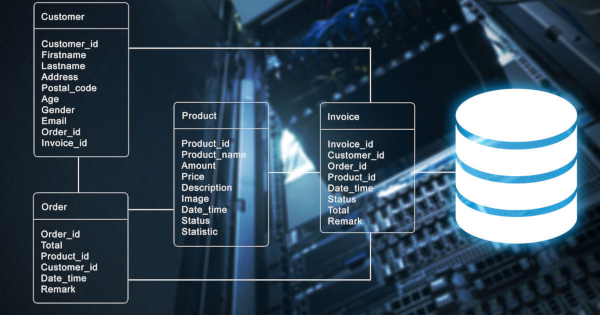 Customer
Customer_id
Firstname
Lastname
Address
Postal_code
Age
Gender
Email
Order_id
Invoice_id
Order
Order_id
Total
Product_id
Customer_id
Date_time
Remark
Product
Product_id
Product_name
Amount
Price
Description
Image
Date_time
Status
Statistic
Invoice
Invoice_id
Customer_id
Order_id
Product_id
Date_time
Status
Total
Remark